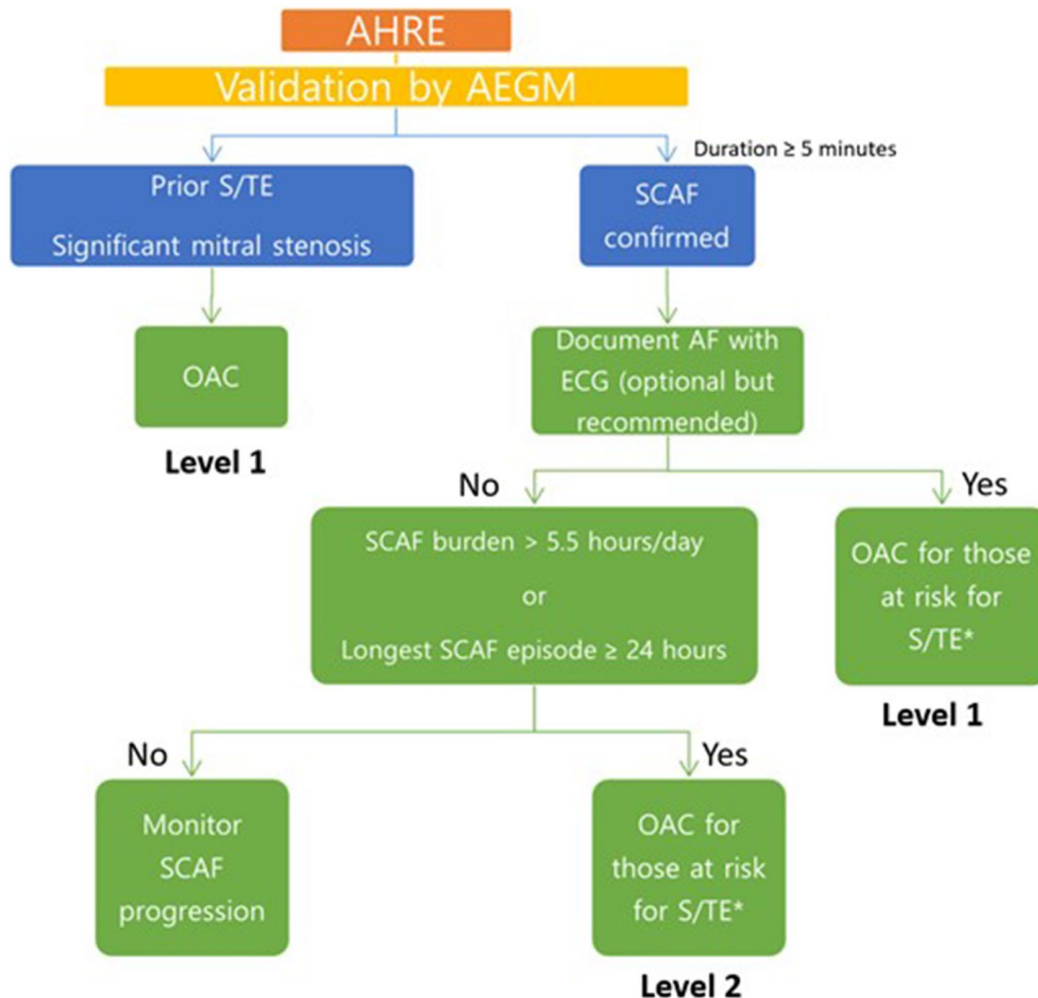 AHRE
Validation by AEGM
Duration ≥ 5 minutes
Prior S/TE
Significant mitral stenosis
SCAF
confirmed
OAC
Level 1
Document AF with
ECG (optional but
recommended)
No
Yes
SCAF burden > 5.5 hours/day
or
Longest SCAF episode ≥ 24 hours
OAC for those
at risk for
S/TE*
Level 1
No
Yes
Monitor
SCAF
progression
OAC for
those at risk
for S/TE*
Level 2